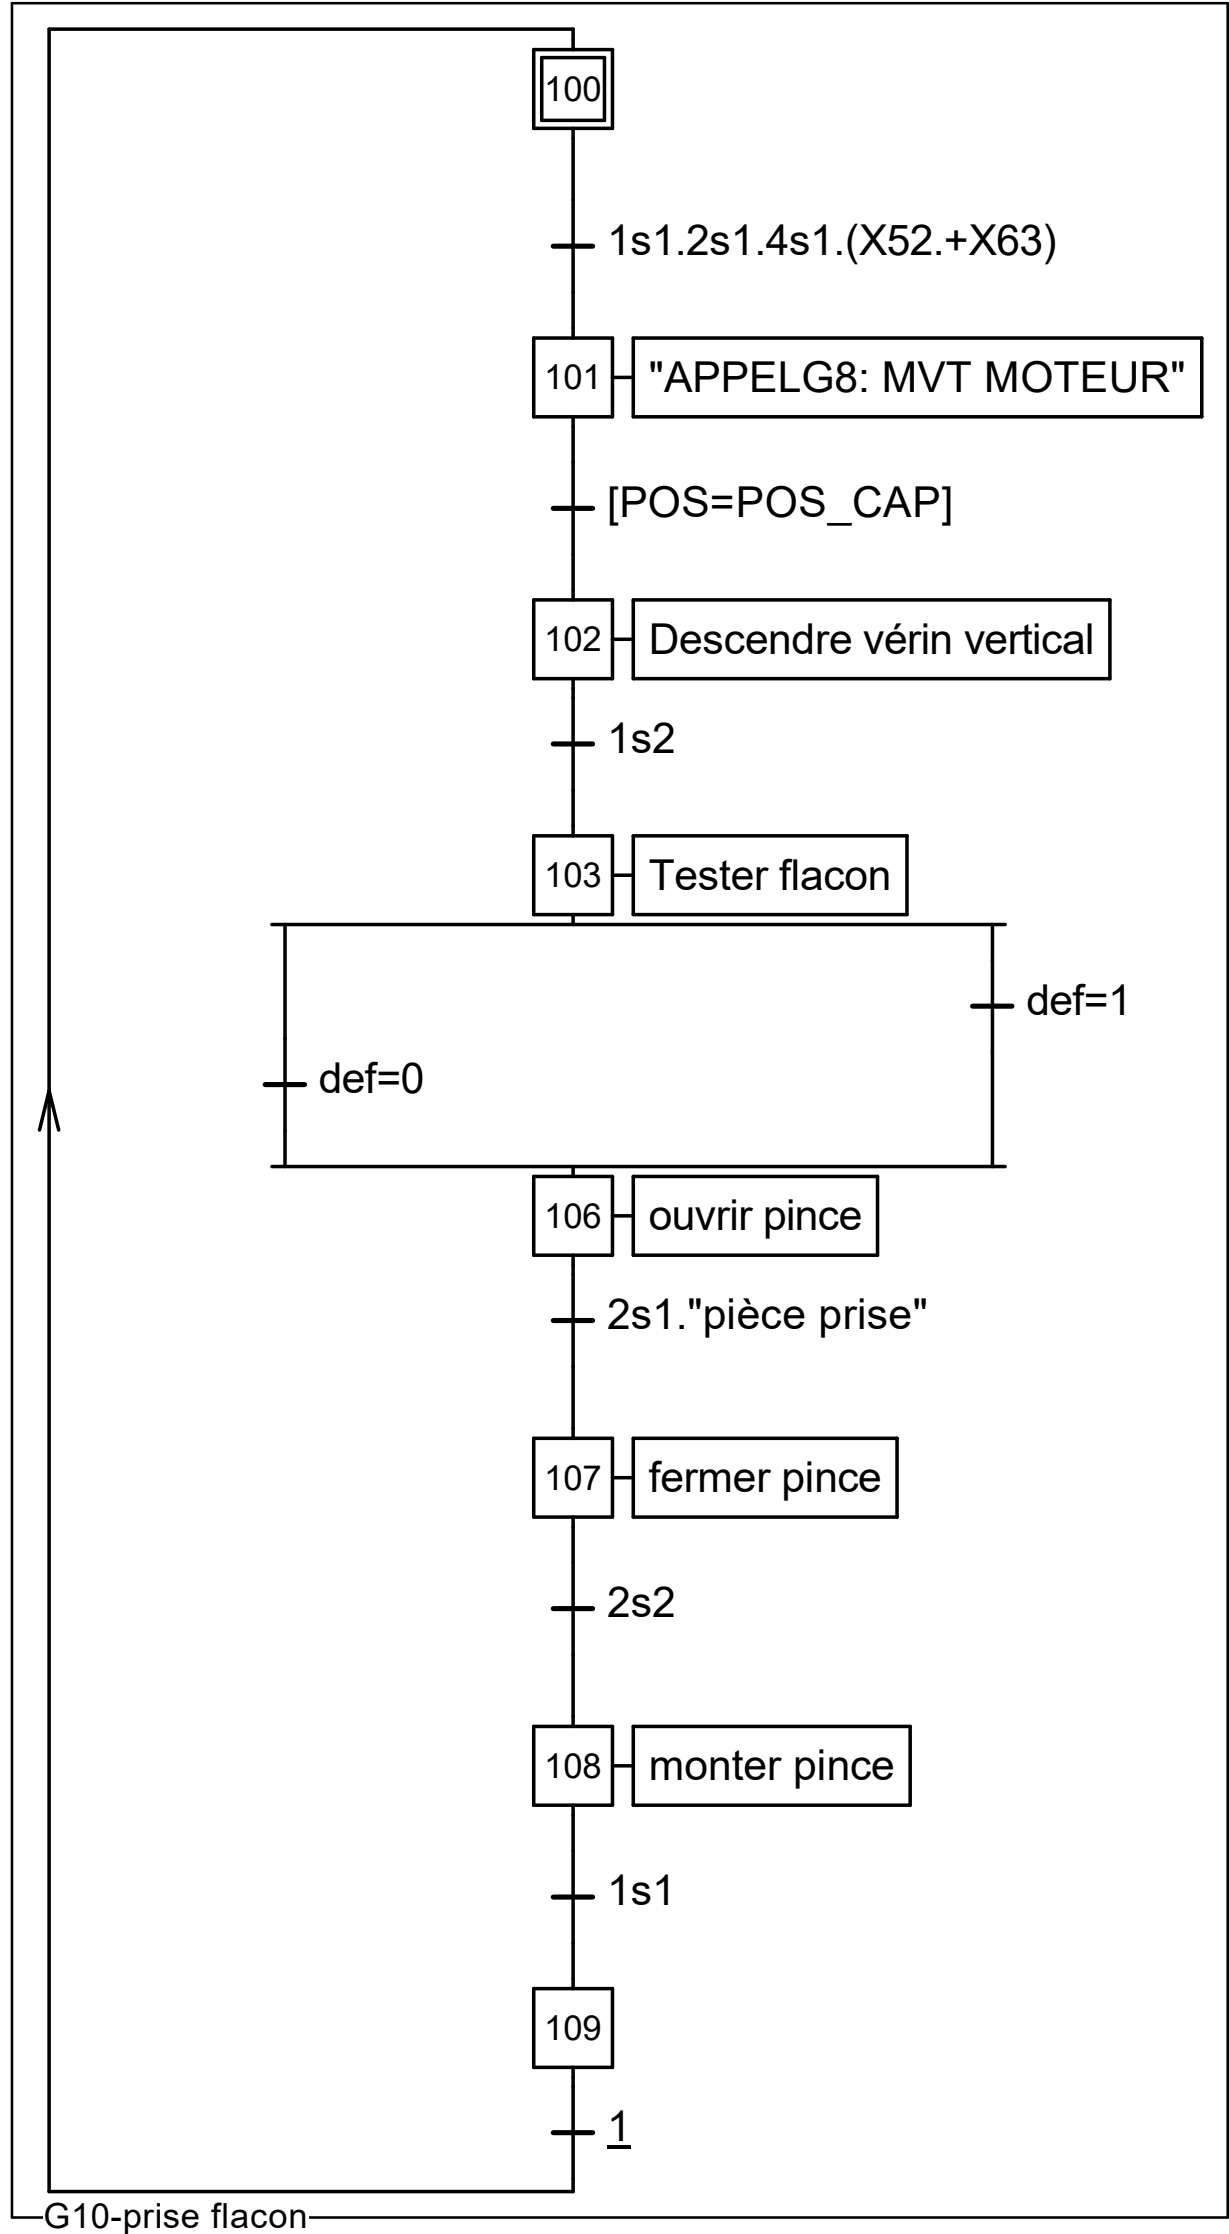 100
1s1.2s1.4s1.(X52.+X63)
101 "APPELG8: MVT MOTEUR"
[POS=POS_CAP]
102 Descendre vérin vertical
1s2
103 Tester flacon
def=1
def=0
106 ouvrir pince
2s1."pièce prise"
107 fermer pince
2s2
108 monter pince
1s1
109
1
G10-prise flacon